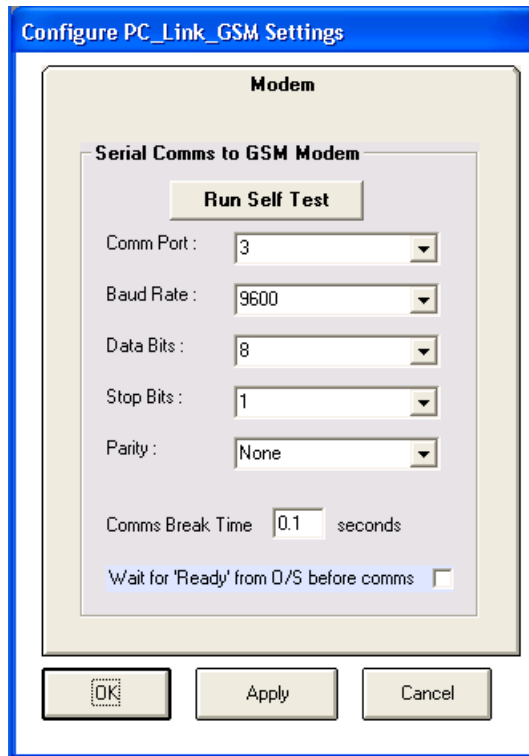 Configure PC_Link_GSM Settings
Modem
Serial Comms to GSM Modem
Run Self Test
Comm Port : 3
Baud Rate : 9600
Data Bits : 8
Stop Bits : 1
Parity : None
Comms Break Time 0.1 seconds
Wait for 'Ready' from O/S before comms
OK Apply Cancel